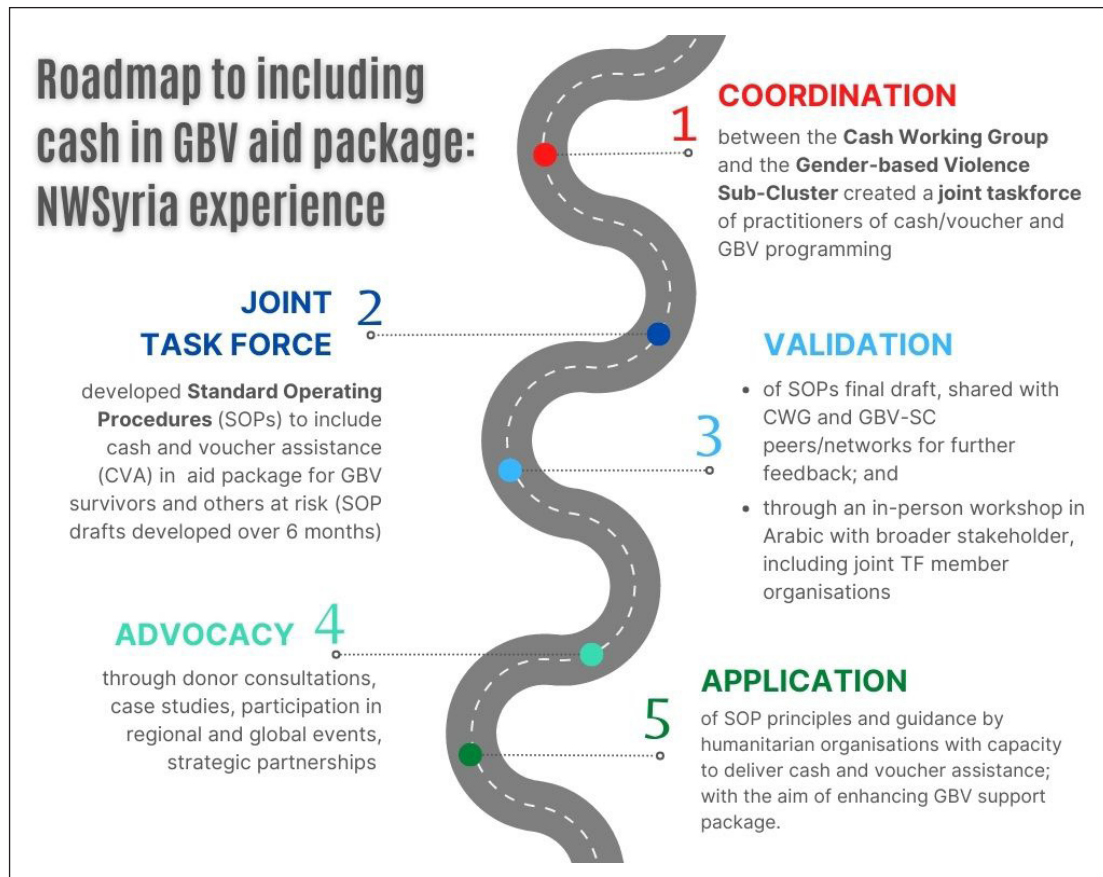 Roadmap to including
cash in GBV aid package:
NWSyria experience
1
COORDINATION
between the Cash Working Group
and the Gender-based Violence
Sub-Cluster created a joint taskforce
of practitioners of cash/voucher and
GBV programming
2
JOINT
TASK FORCE
developed Standard Operating
Procedures (SOPs) to include
cash and voucher assistance
(CVA) in aid package for GBV
survivors and others at risk (SOP
drafts developed over 6 months)
3
VALIDATION
• of SOPs final draft, shared with
CWG and GBV-SC
peers/networks for further
feedback; and
• through an in-person workshop in
Arabic with broader stakeholder,
including joint TF member
organisations
4
ADVOCACY
through donor consultations,
case studies, participation in
regional and global events,
strategic partnerships
5
APPLICATION
of SOP principles and guidance by
humanitarian organisations with capacity
to deliver cash and voucher assistance;
with the aim of enhancing GBV support
package.